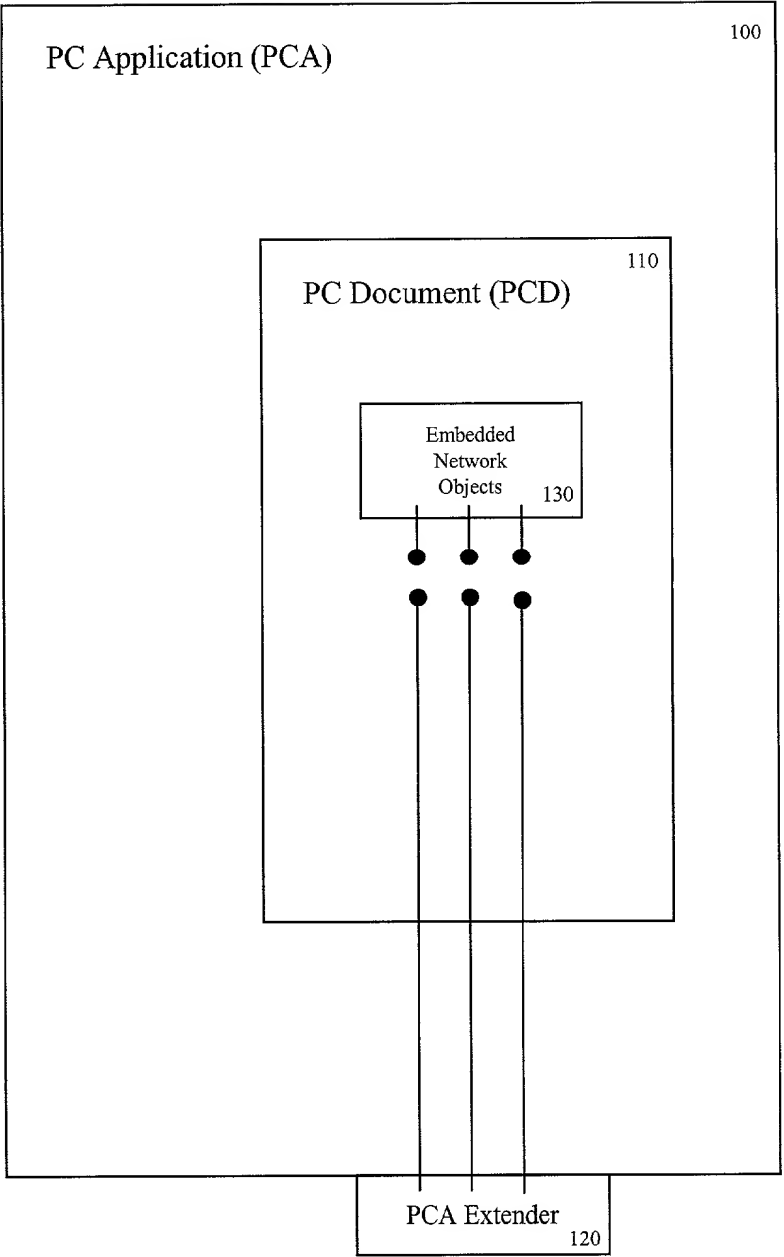 100
PC Application (PCA)
110
PC Document (PCD)
Embedded
Network
Objects
130
PCA Extender
120